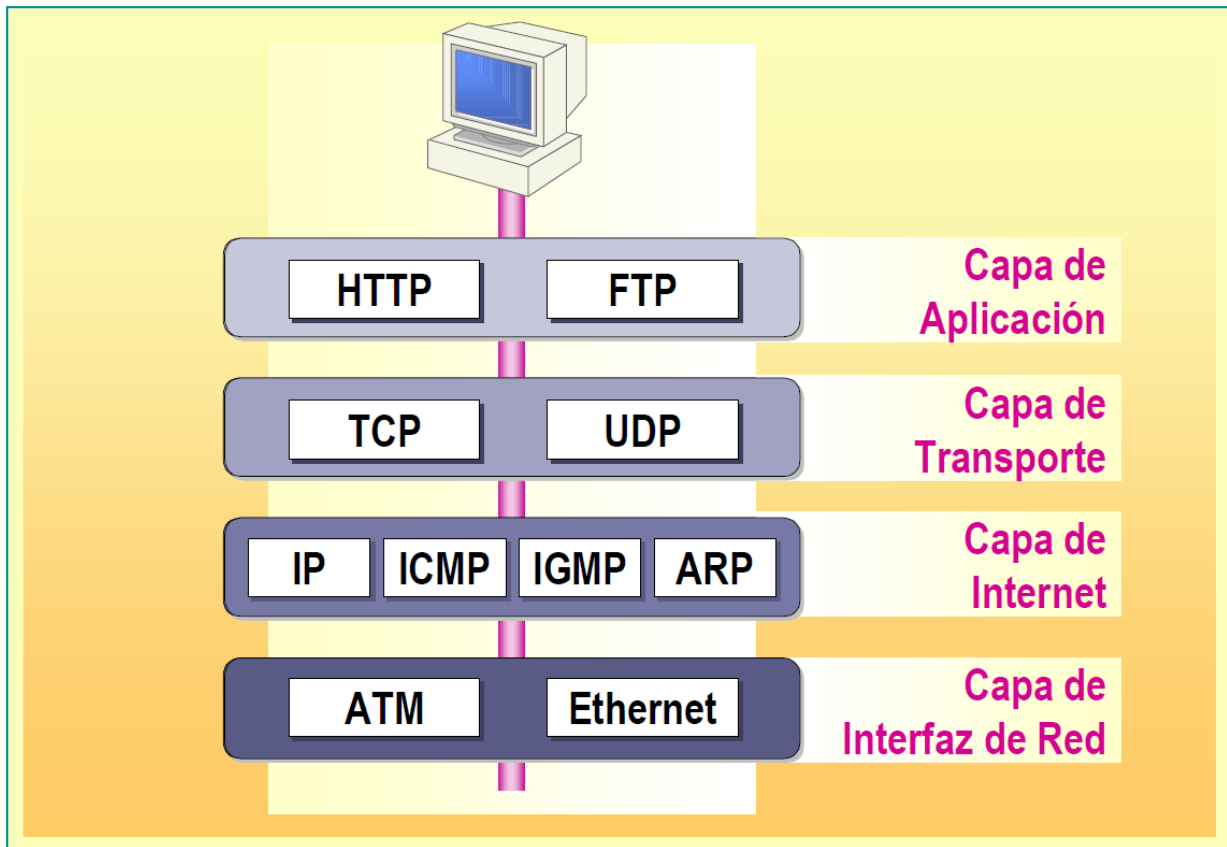 HTTP FTP
Capa de
Aplicación
TCP UDP
Capa de
Transporte
IP ICMP IGMP ARP
Capa de
Internet
ATM Ethernet
Capa de
Interfaz de Red